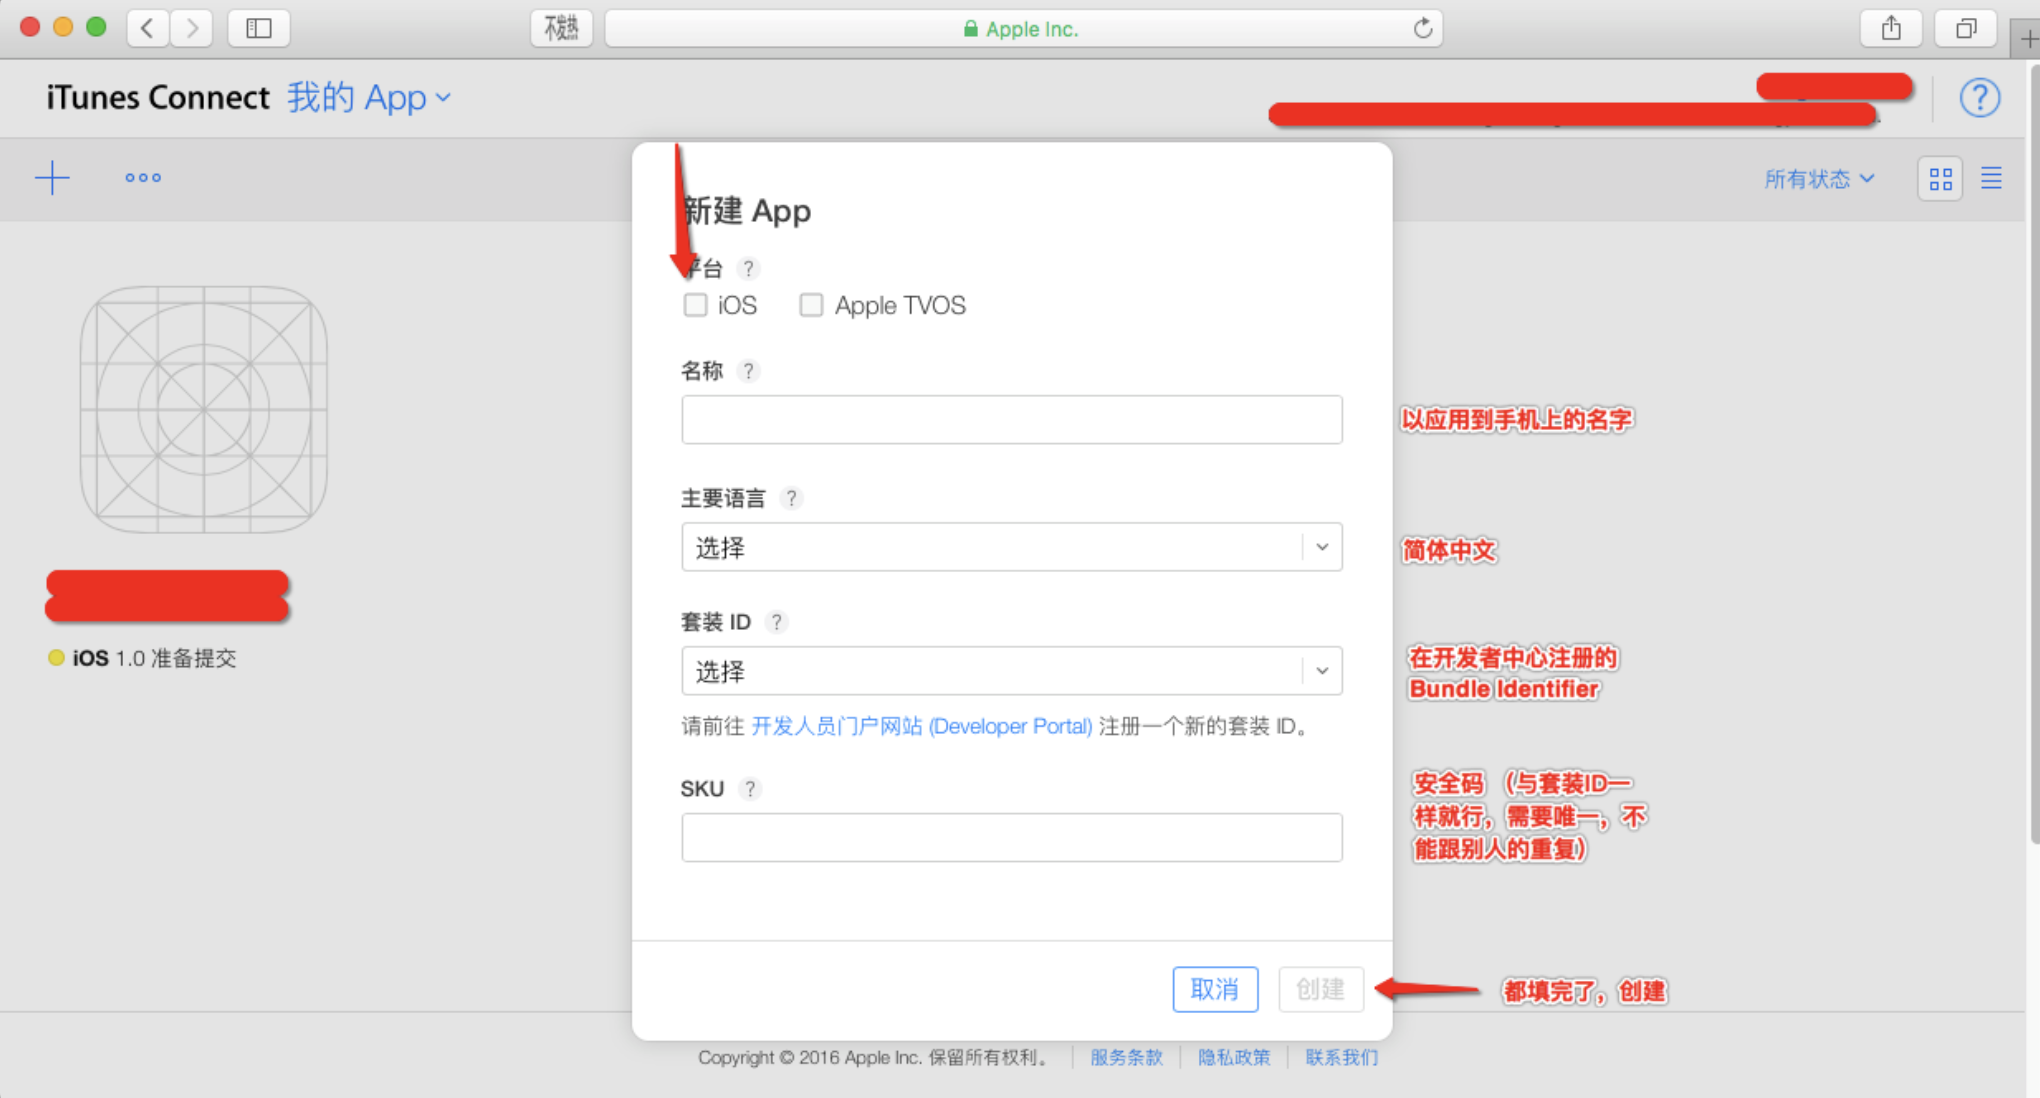 不发热
Apple Inc.
iTunes Connect 我的 App
所有状态
新建 App
平台 ?
iOS Apple TVOS
名称 ?
以应用到手机上的名字
主要语言 ?
选择
简体中文
套装 ID ?
选择
在开发者中心注册的
Bundle Identifier
请前往 开发人员门户网站 (Developer Portal) 注册一个新的套装 ID。
iOS 1.0 准备提交
SKU ?
安全码 （与套装ID一
样就行，需要唯一，不
能跟别人的重复）
取消 创建
都填完了，创建
Copyright © 2016 Apple Inc. 保留所有权利。 服务条款 隐私政策 联系我们